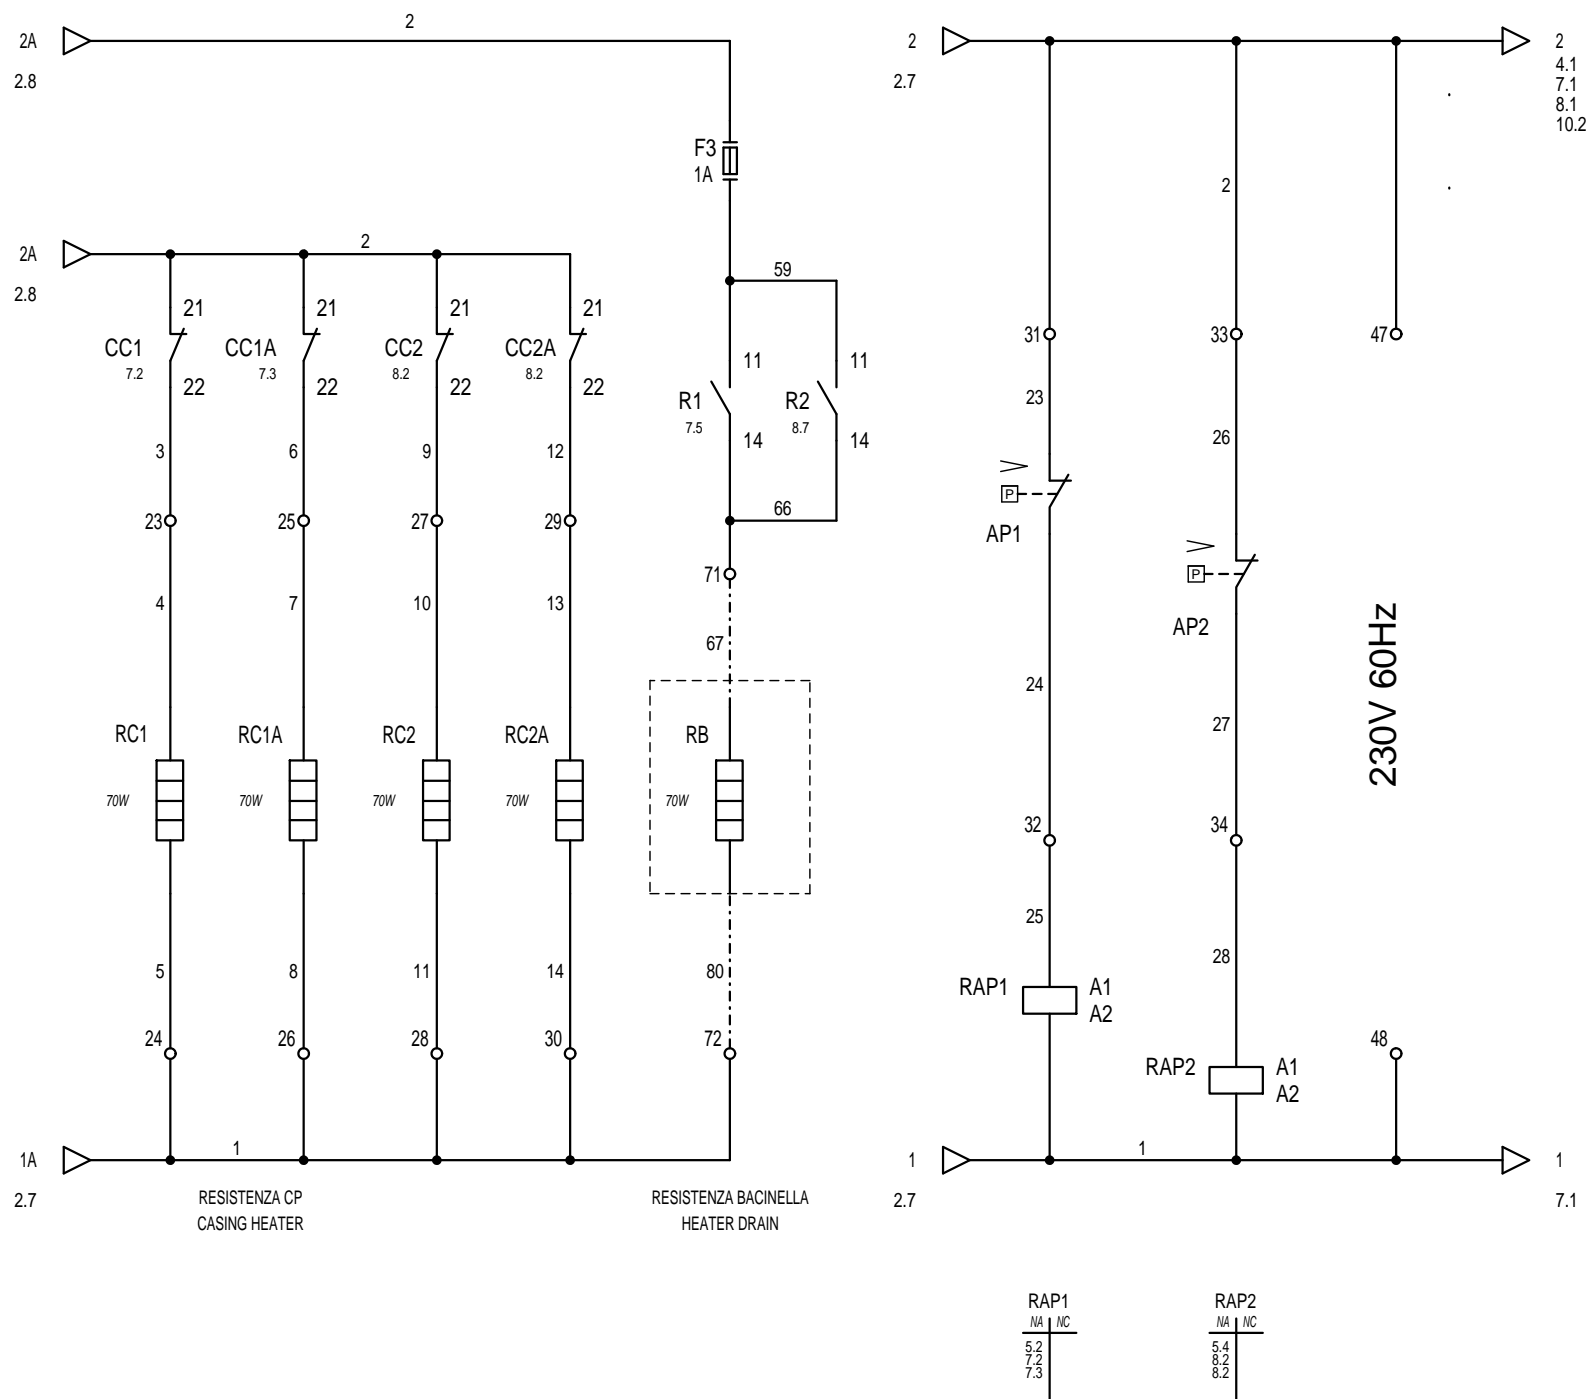 2
2A
2.8
2
2.7
2
4.1
7.1
8.1
10.2
F3
1A
2
2A
2.8
2
59
21
21
21
21
CC1
7.2
CC1A
7.3
CC2
8.2
CC2A
8.2
22
22
22
22
11
11
R1
7.5
R2
8.7
14
14
31
33
47
23
26
3
6
9
12
66
23
25
27
29
P
AP1
71
P
AP2
4
7
10
13
67
24
27
230V 60Hz
RC1
RC1A
RC2
RC2A
RB
70W
70W
70W
70W
70W
32
34
25
28
5
8
11
14
80
RAP1
A1
A2
24
26
28
30
72
48
RAP2
A1
A2
1A
2.7
1
1
2.7
1
1
7.1
RESISTENZA CP
CASING HEATER
RESISTENZA BACINELLA
HEATER DRAIN
RAP1
NA NC
5.2
7.2
7.3
RAP2
NA NC
5.4
8.2
8.2